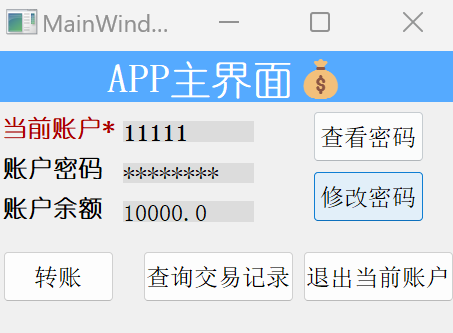 MainWind...
APP主界面💰
当前账户* 11111 查看密码
账户密码 ********
修改密码
账户余额 10000.0
转账 查询交易记录 退出当前账户